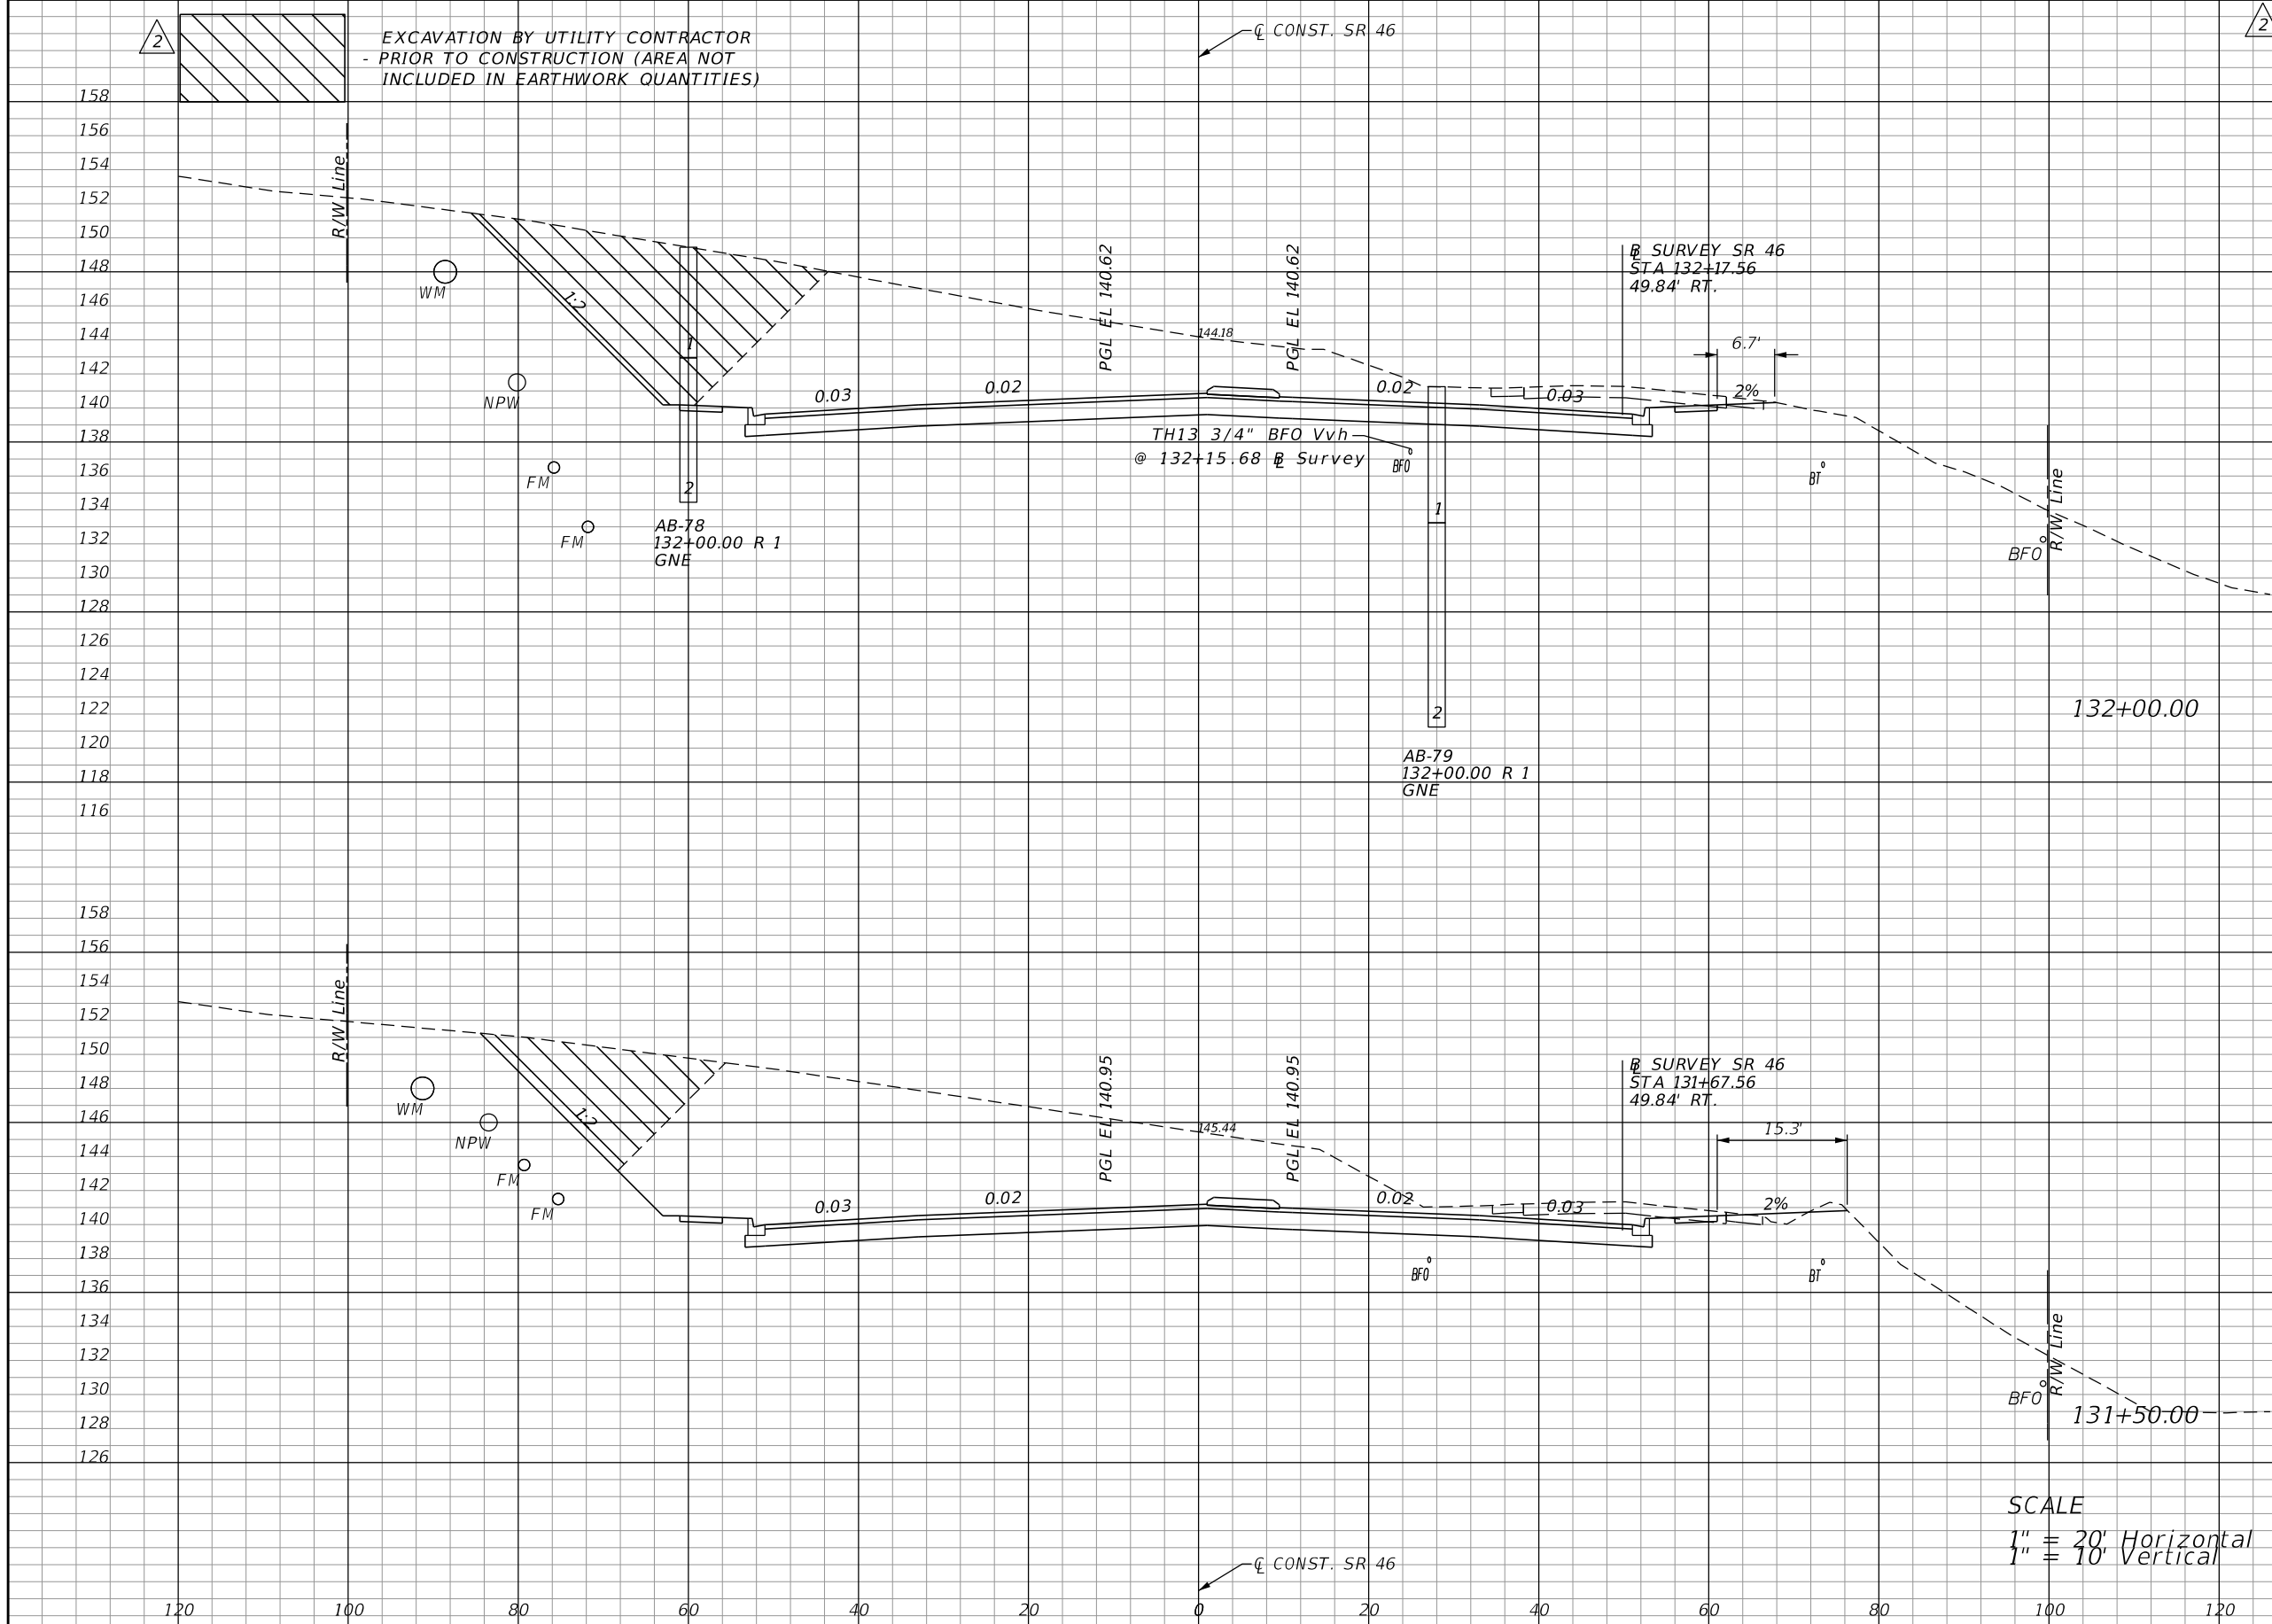 2
EXCAVATION BY UTILITY CONTRACTOR
- PRIOR TO CONSTRUCTION (AREA NOT
INCLUDED IN EARTHWORK QUANTITIES)
℄ CONST. SR 46
2
158
156
154
152
150
148
146
144
142
140
138
136
134
132
130
128
126
124
122
120
118
116
R/W Line
WM
NPW
FM
FM
1:2
1
2
AB-78
132+00.00 R 1
GNE
0.03
0.02
PGL EL 140.62
144.18
PGL EL 140.62
0.02
0.03
TH13 3/4" BFO Vvh
@ 132+15.68 BL Survey
BFO
1
2
AB-79
132+00.00 R 1
GNE
BL SURVEY SR 46
STA 132+17.56
49.84' RT.
6.7'
2%
BT
R/W Line
BFO
132+00.00
158
156
154
152
150
148
146
144
142
140
138
136
134
132
130
128
126
R/W Line
WM
NPW
FM
FM
1:2
0.03
0.02
PGL EL 140.95
145.44
PGL EL 140.95
0.02
0.03
BFO
BL SURVEY SR 46
STA 131+67.56
49.84' RT.
15.3'
2%
BT
R/W Line
BFO
131+50.00
SCALE
1" = 20' Horizontal
1" = 10' Vertical
℄ CONST. SR 46
120 100 80 60 40 20 0 20 40 60 80 100 120